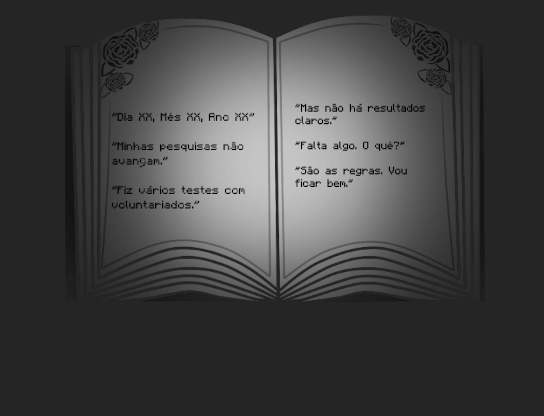 "Dia XX, Mês XX, Ano XX"
"Minhas pesquisas não
avançam."
"Fiz vários testes com
voluntariados."
"Mas não há resultados
claros."
"Falta algo. O quê?"
"São as regras. Vou
ficar bem."